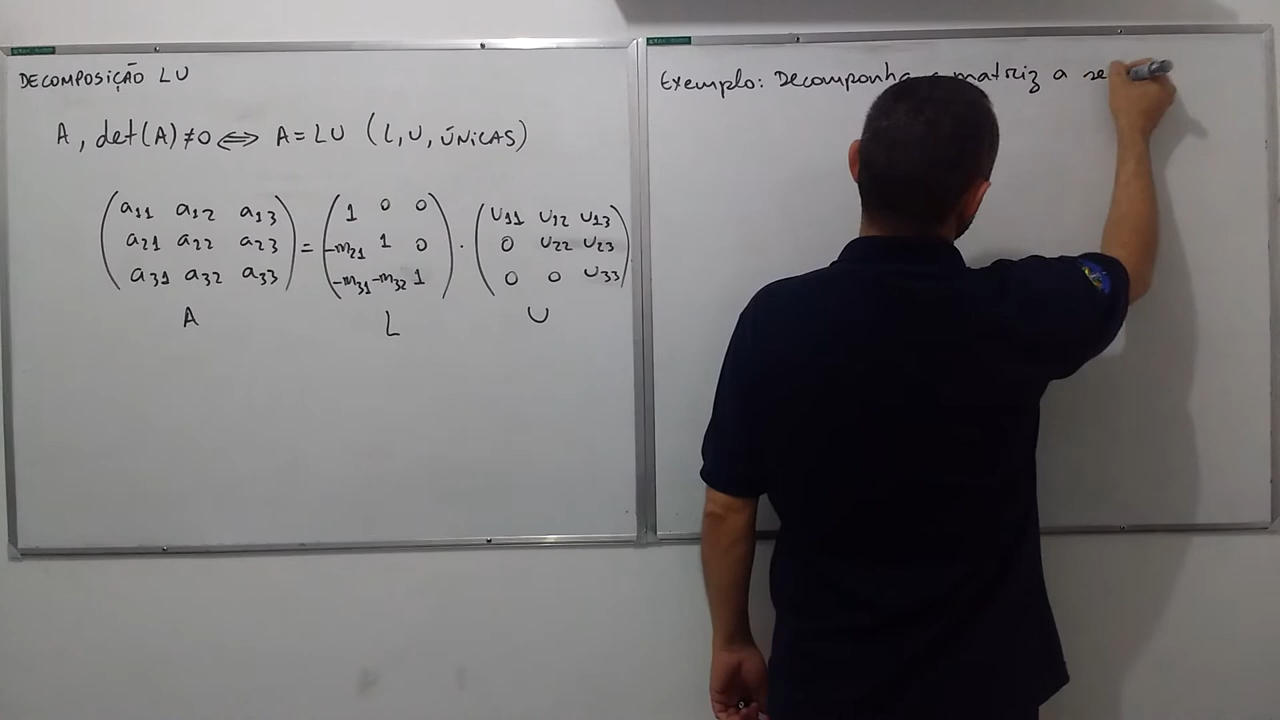 DECOMPOSIÇÃO LU
A, det(A)≠0 ⟺ A=LU (L,U, ÚNICAS)
(a11 a12 a13) = (1 0 0) . (U11 U12 U13)
(a21 a22 a23) (-m21 1 0) (0 U22 U23)
(a31 a32 a33) (-m31 -m32 1) (0 0 U33)
A L U
Exemplo: Decomponha matriz a se